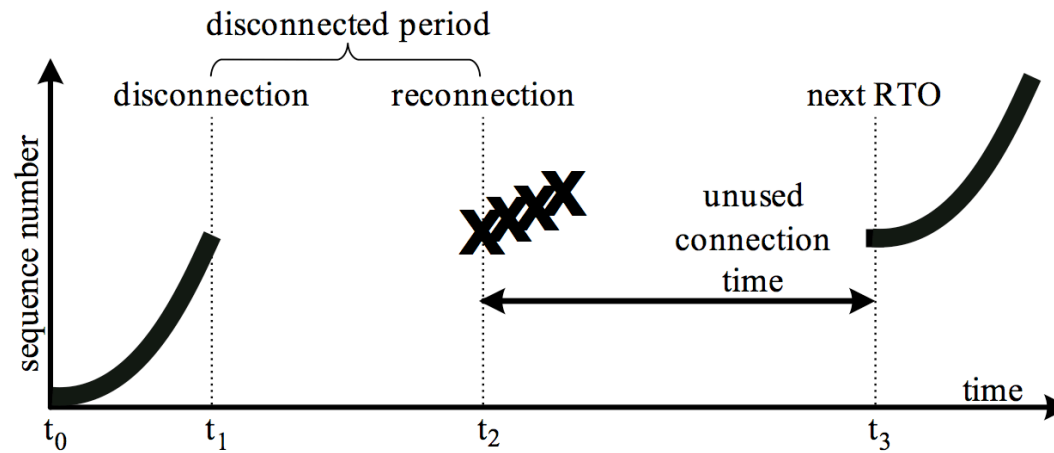 disconnected period
disconnection
reconnection
next RTO
sequence number
X X X X
unused
connection
time
time
t0
t1
t2
t3